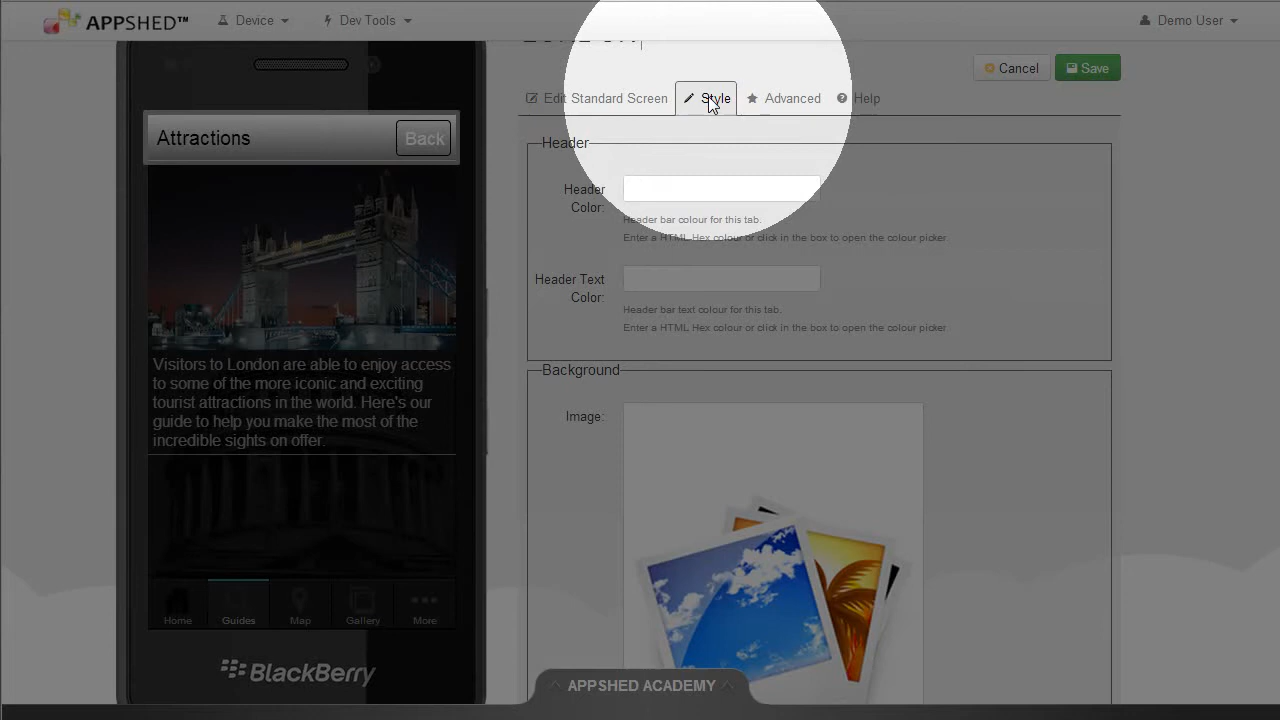 APPSHED™
Device
Dev Tools
Demo User
Cancel
Save
Edit Standard Screen
Style
Advanced
Help
Attractions
Back
Header
Header
Color:
Header bar colour for this tab.
Enter a HTML Hex colour or click in the box to open the colour picker.
Header Text
Color:
Header bar text colour for this tab.
Enter a HTML Hex colour or click in the box to open the colour picker
Background
Image:
Visitors to London are able to enjoy access
to some of the more iconic and exciting
tourist attractions in the world. Here's our
guide to help you make the most of the
incredible sights on offer.
Home
Guides
Map
Gallery
More
BlackBerry
APPSHED ACADEMY